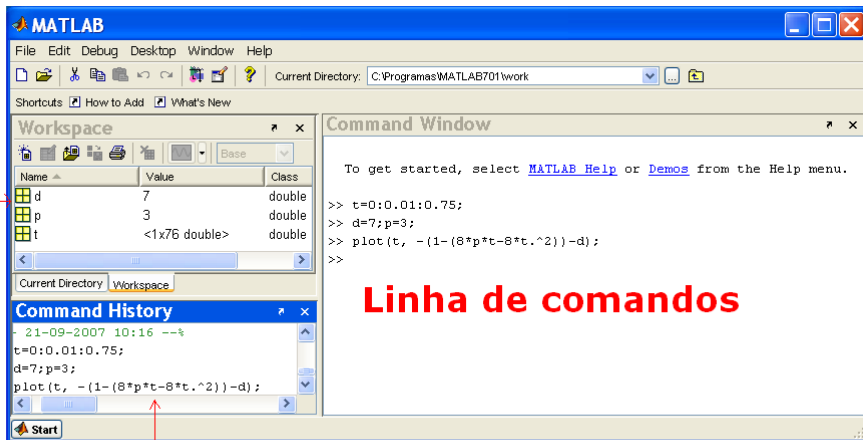 MATLAB
File Edit Debug Desktop Window Help
Current Directory: C:\Programas\MATLAB701\work
Shortcuts How to Add What's New
Workspace
Base
Name Value Class
d 7 double
p 3 double
t <1x76 double> double
Current Directory Workspace
Command History
- 21-09-2007 10:16 --%
t=0:0.01:0.75;
d=7;p=3;
plot(t, -(1-(8*p*t-8*t.^2))-d);
Command Window
To get started, select MATLAB Help or Demos from the Help menu.
>> t=0:0.01:0.75;
>> d=7;p=3;
>> plot(t, -(1-(8*p*t-8*t.^2))-d);
>>
Linha de comandos
Start